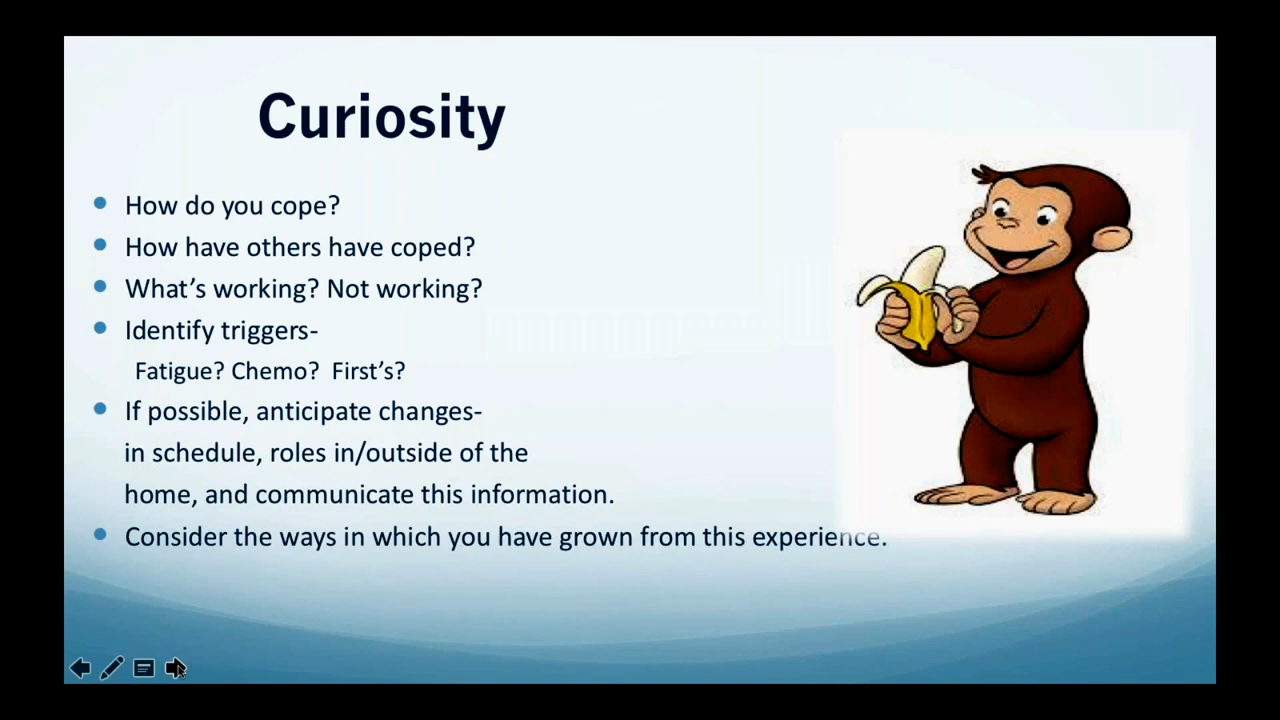 Curiosity
How do you cope?
How have others have coped?
What’s working? Not working?
Identify triggers-
Fatigue? Chemo? First’s?
If possible, anticipate changes-
in schedule, roles in/outside of the
home, and communicate this information.
Consider the ways in which you have grown from this experience.